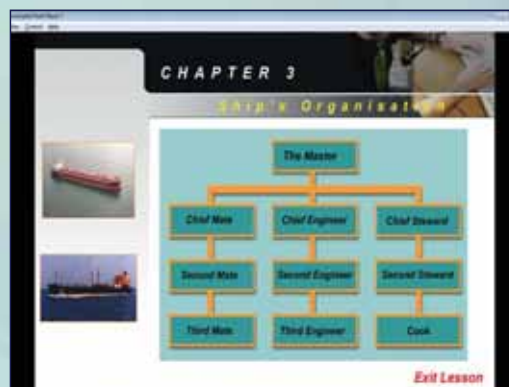 CHAPTER 3
Ship's Organisation
The Master
Chief Mate Chief Engineer Chief Steward
Second Mate Second Engineer Second Steward
Third Mate Third Engineer Cook
Exit Lesson